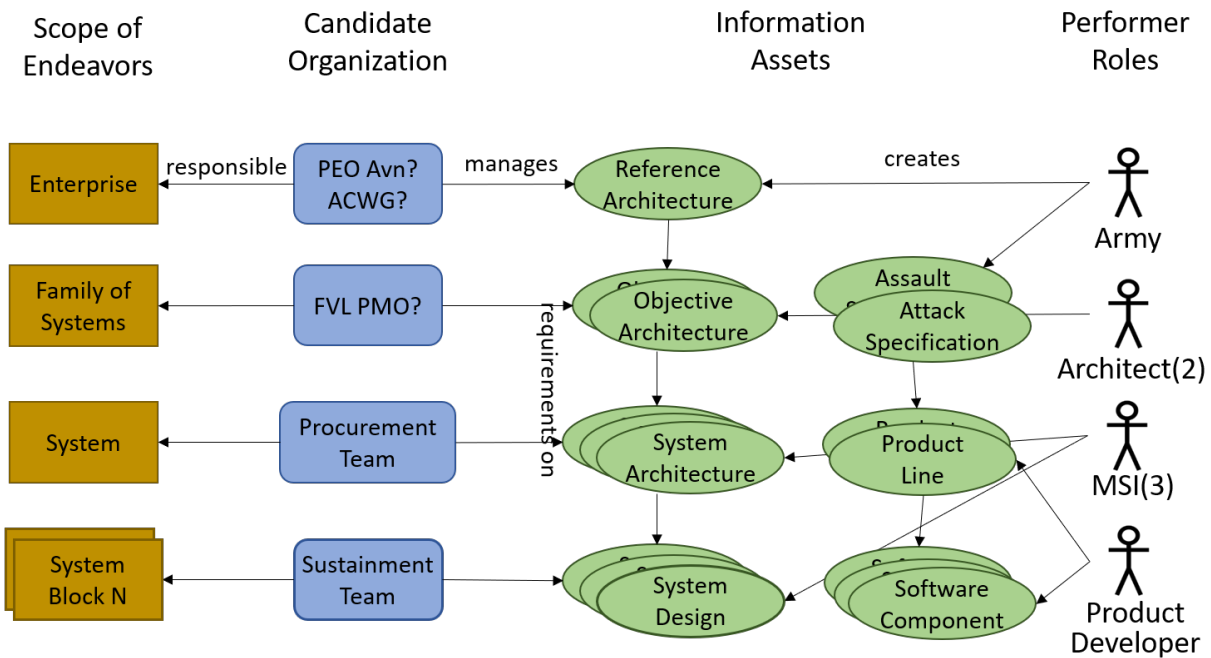 Scope of
Endeavors
Candidate
Organization
Information
Assets
Performer
Roles
Enterprise
responsible
PEO Avn?
ACWG?
manages
Reference
Architecture
creates
Army
Family of
Systems
FVL PMO?
requirements on
Objective
Architecture
Assault
Attack
Specification
Architect(2)
System
Procurement
Team
System
Architecture
Product
Line
MSI(3)
System
Block N
Sustainment
Team
System
Design
Software
Component
Product
Developer